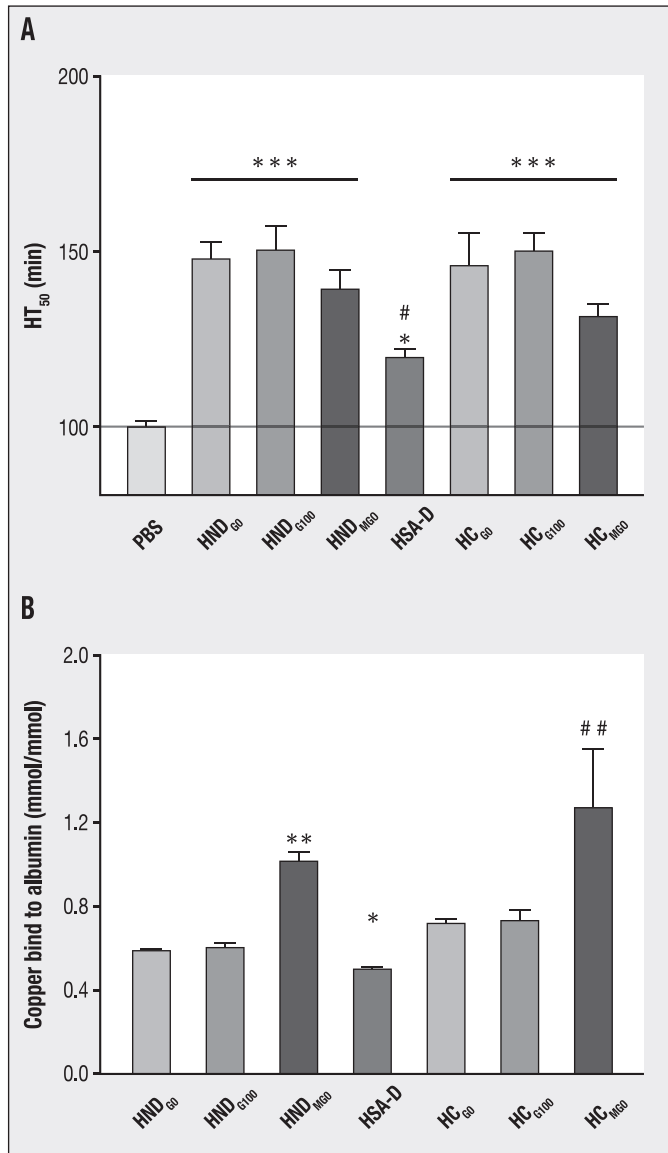 A
200
*** ***
150
#
*
100
HT50 (min)
PBS HNDG0 HNDG100 HNDMGO HSA-D HCG0 HCG100 HCMGO
B
2.0
1.6
# #
1.2
**
0.8
*
0.4
0.0
Copper bind to albumin (mmol/mmol)
HNDG0 HNDG100 HNDMGO HSA-D HCG0 HCG100 HCMGO